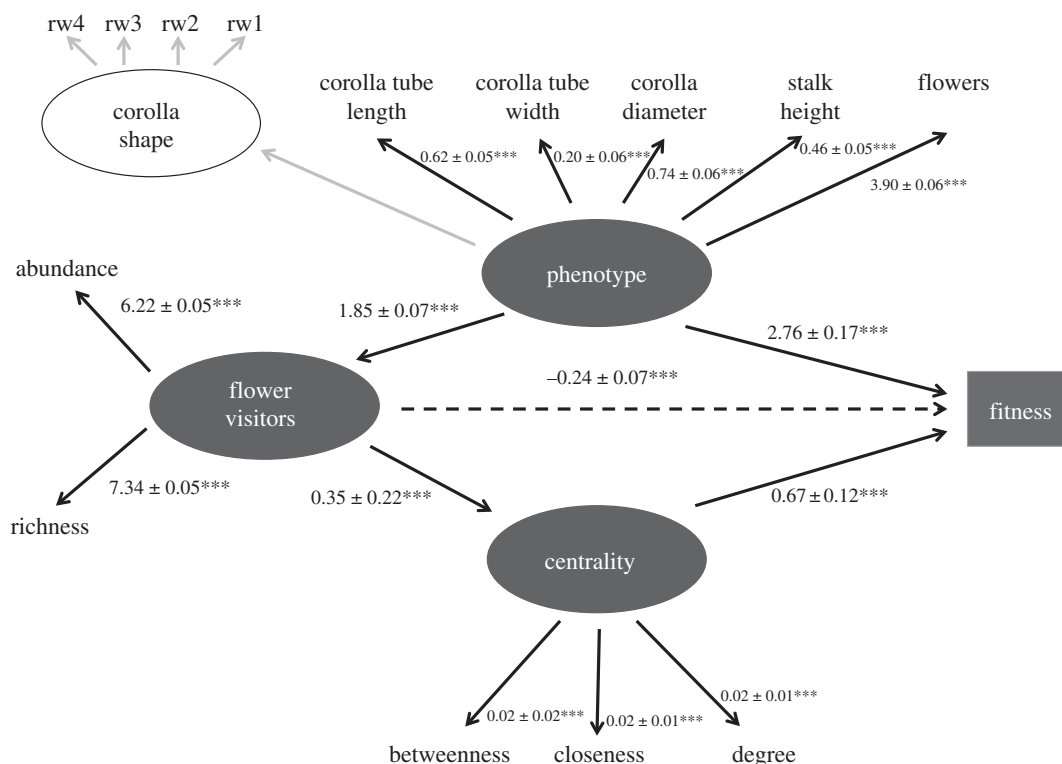 rw4 rw3 rw2 rw1
corolla
shape
corolla tube
length
corolla tube
width
corolla
diameter
stalk
height
flowers
0.62 ± 0.05***
0.20 ± 0.06***
0.74 ± 0.06***
0.46 ± 0.05***
3.90 ± 0.06***
phenotype
abundance
6.22 ± 0.05***
1.85 ± 0.07***
2.76 ± 0.17***
flower
visitors
–0.24 ± 0.07***
fitness
7.34 ± 0.05***
richness
0.35 ± 0.22***
0.67 ± 0.12***
centrality
0.02 ± 0.02***
0.02 ± 0.01***
0.02 ± 0.01***
betweenness
closeness
degree